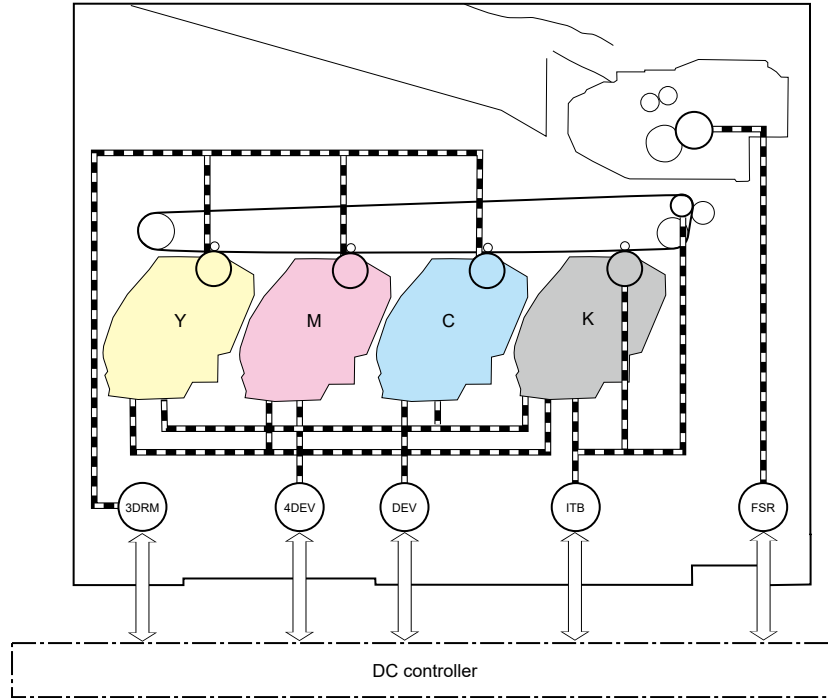 Y
M
C
K
3DRM
4DEV
DEV
ITB
FSR
DC controller